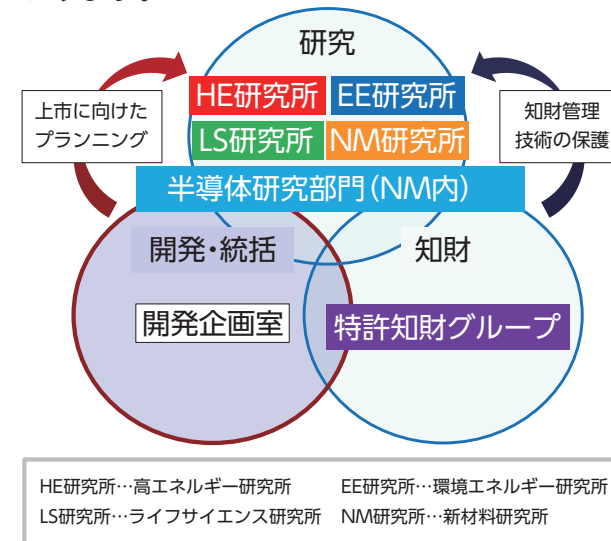 研究
HE研究所 EE研究所
LS研究所 NM研究所
半導体研究部門(NM内)
上市に向けた
プランニング
知財管理
技術の保護
開発・統括
知財
開発企画室
特許知財グループ
HE研究所…高エネルギー研究所 EE研究所…環境エネルギー研究所
LS研究所…ライフサイエンス研究所 NM研究所…新材料研究所